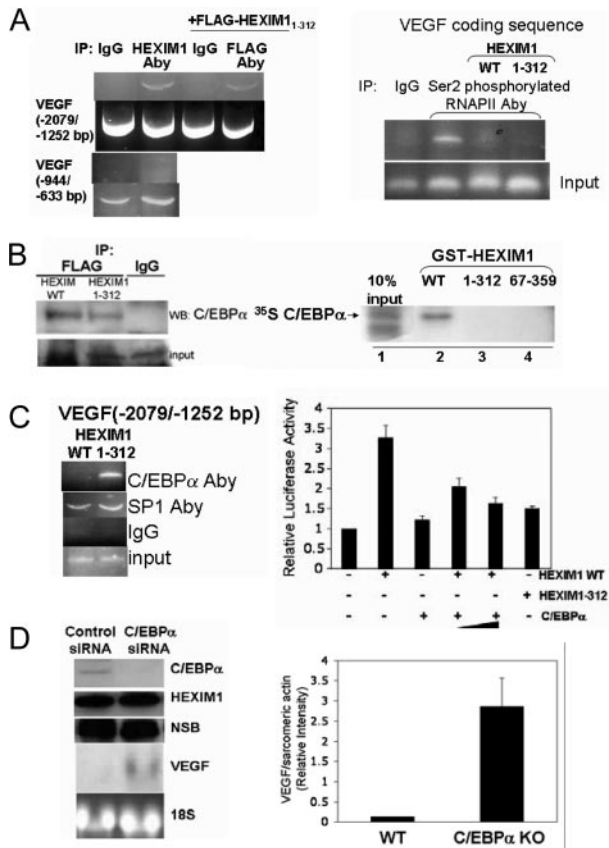 A
+FLAG-HEXIM1 1-312
IP: IgG HEXIM1 IgG FLAG
Aby Aby
VEGF
(-2079/
-1252 bp)
VEGF
(-944/
-633 bp)
VEGF coding sequence
HEXIM1
WT 1-312
IP: IgG Ser2 phosphorylated
RNAPII Aby
Input
B
IP:
FLAG IgG
HEXIM HEXIM1
WT 1-312
WB: C/EBPα
input
GST-HEXIM1
10% WT 1-312 67-359
input
35S C/EBPα
1 2 3 4
C
VEGF(-2079/-1252 bp)
HEXIM1
WT 1-312
C/EBPα Aby
SP1 Aby
IgG
input
Relative Luciferase Activity
4
3.5
3
2.5
2
1.5
1
0.5
0
- + - + + - HEXIM1 WT
- - - - - + HEXIM1-312
- - + + + - C/EBPα
D
Control C/EBPα
siRNA siRNA
C/EBPα
HEXIM1
NSB
VEGF
18S
VEGF/sarcomeric actin
(Relative Intensity)
4
3.5
3
2.5
2
1.5
1
0.5
0
WT C/EBPα KO